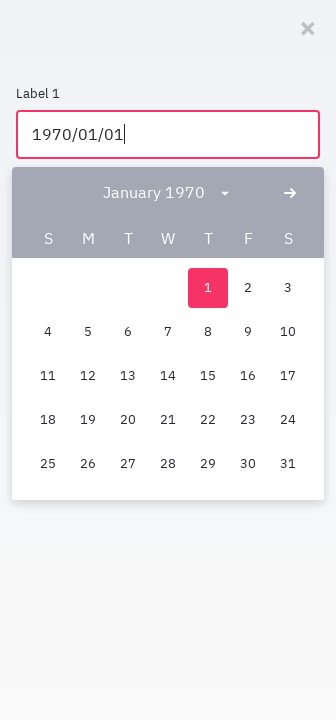 Label 1
1970/01/01
January 1970
S M T W T F S
1 2 3
4 5 6 7 8 9 10
11 12 13 14 15 16 17
18 19 20 21 22 23 24
25 26 27 28 29 30 31